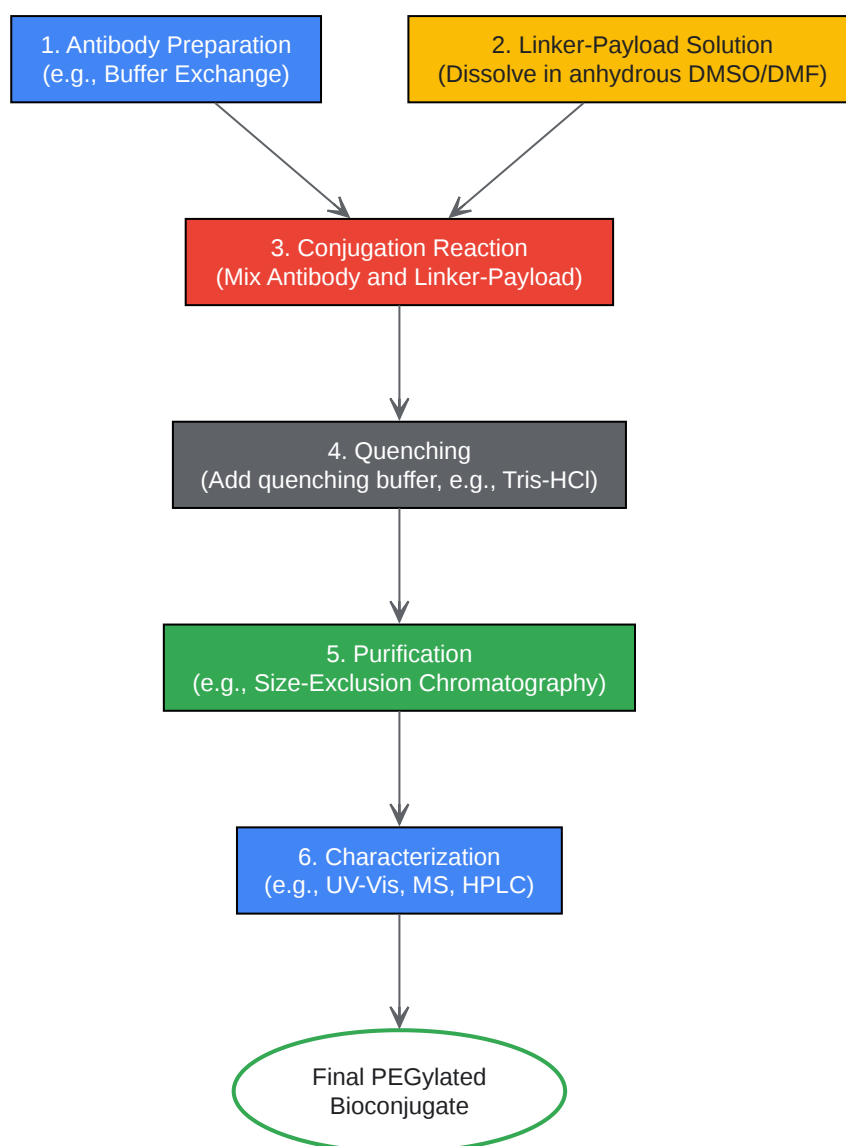 1. Antibody Preparation
(e.g., Buffer Exchange)
2. Linker-Payload Solution
(Dissolve in anhydrous DMSO/DMF)
3. Conjugation Reaction
(Mix Antibody and Linker-Payload)
4. Quenching
(Add quenching buffer, e.g., Tris-HCl)
5. Purification
(e.g., Size-Exclusion Chromatography)
6. Characterization
(e.g., UV-Vis, MS, HPLC)
Final PEGylated
Bioconjugate